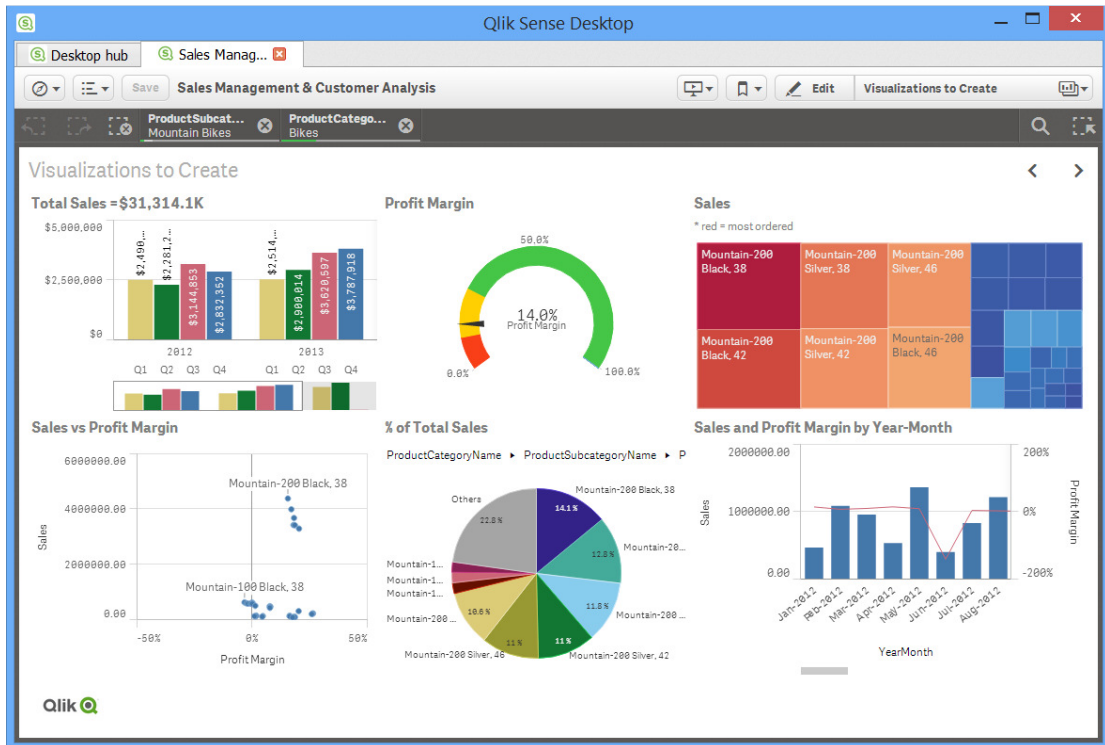 Qlik Sense Desktop
Desktop hub
Sales Manag...
Save
Sales Management & Customer Analysis
Edit
Visualizations to Create
ProductSubcat...
Mountain Bikes
ProductCatego...
Bikes
Visualizations to Create
Total Sales =$31,314.1K
$5,000,000
$2,500,000
$0
$2,490,...
$2,281,2...
$3,144,853
$2,832,352
$2,514,...
$2,900,014
$3,620,597
$3,787,918
2012
2013
Q1 Q2 Q3 Q4 Q1 Q2 Q3 Q4
Profit Margin
50.0%
14.0%
Profit Margin
0.0%
100.0%
Sales
* red = most ordered
Mountain-200
Black, 38
Mountain-200
Silver, 38
Mountain-200
Silver, 46
Mountain-200
Black, 42
Mountain-200
Silver, 42
Mountain-200
Black, 46
Sales vs Profit Margin
6000000.00
4000000.00
2000000.00
0.00
Sales
Mountain-200 Black, 38
Mountain-100 Black, 38
-50%
0%
50%
Profit Margin
% of Total Sales
ProductCategoryName ▸ ProductSubcategoryName ▸ P
Others
22.8%
Mountain-200 Black, 38
14.1%
Mountain-20...
12.8%
Mountain-200 ...
11.8%
Mountain-200 Silver, 42
11%
Mountain-200 Silver, 46
11%
Mountain-200 ...
10.6%
Mountain-1...
Mountain-1...
Mountain-1...
Sales and Profit Margin by Year-Month
2000000.00
1000000.00
0.00
Sales
200%
0%
-200%
Profit Margin
Jan-2012
Feb-2012
Mar-2012
Apr-2012
May-2012
Jun-2012
Jul-2012
Aug-2012
YearMonth
Qlik